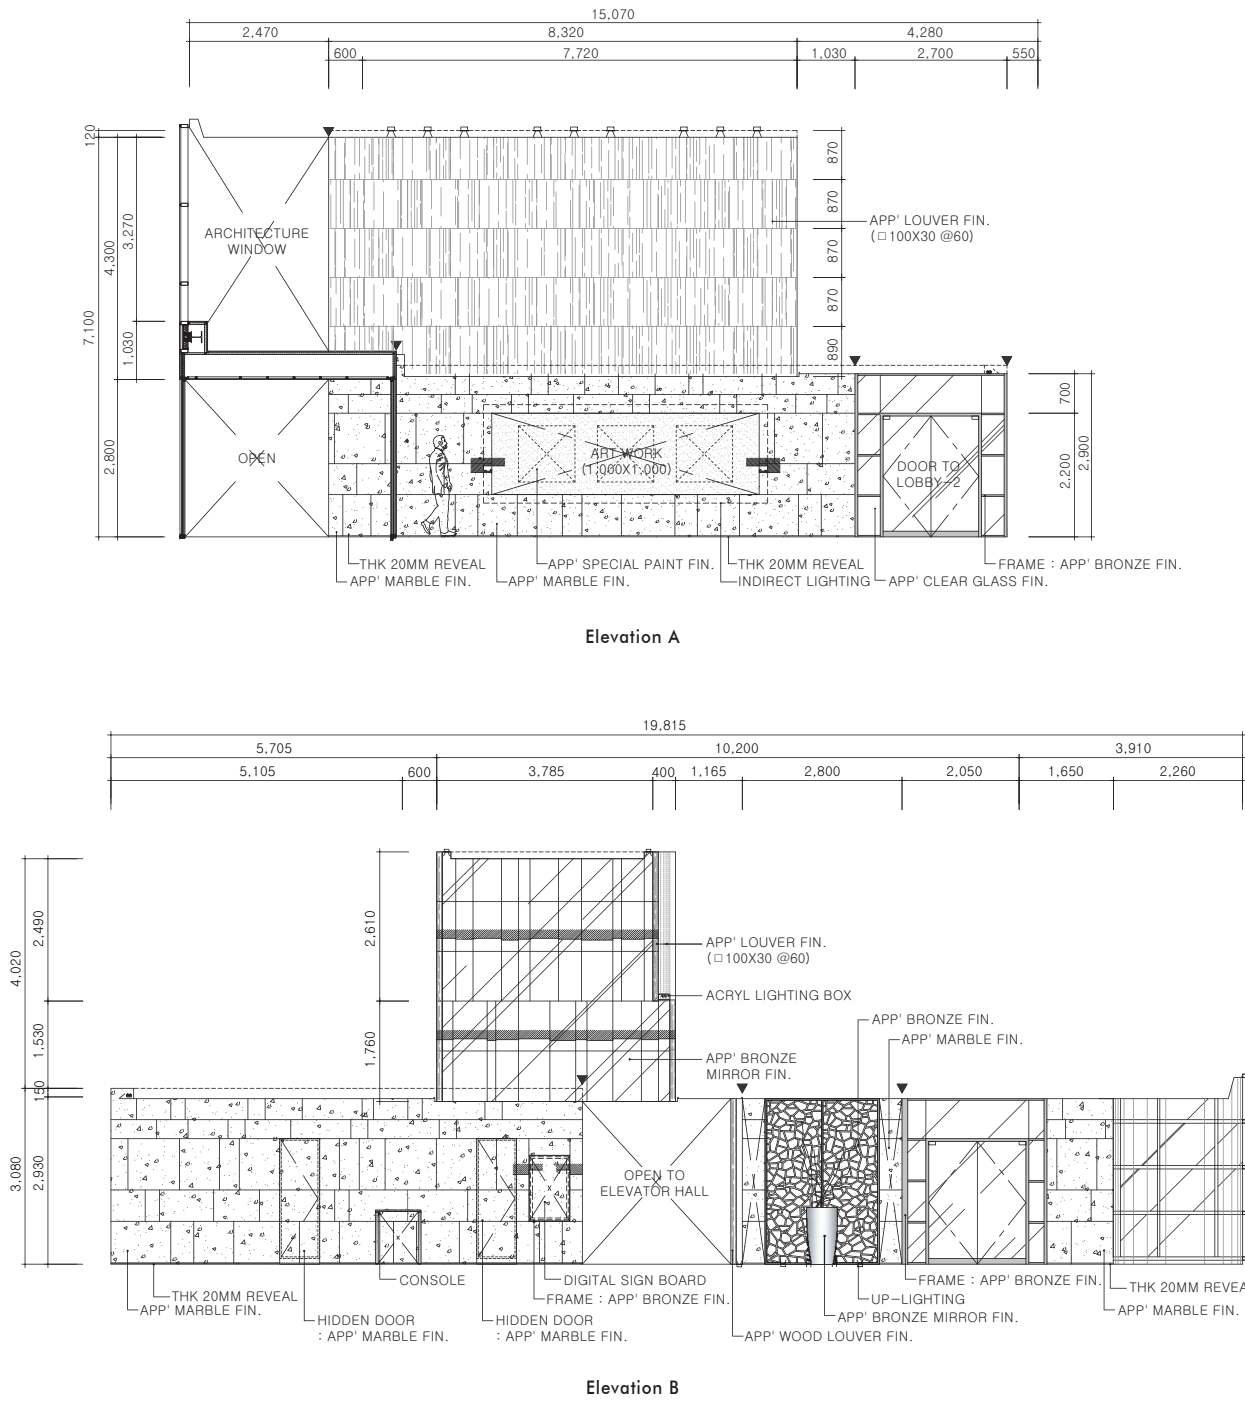 15,070
2,470 8,320 4,280
600 7,720 1,030 2,700 550
120
870
3,270
870
APP' LOUVER FIN.
(□100X30 @60)
ARCHITECTURE
WINDOW
4,300
870
870
7,100
1,030
890
700
2,800
OPEN
ART WORK
(1,000X1,000)
DOOR TO
LOBBY-2
2,200
2,900
THK 20MM REVEAL
APP' SPECIAL PAINT FIN.
THK 20MM REVEAL
FRAME : APP' BRONZE FIN.
APP' MARBLE FIN.
APP' MARBLE FIN.
INDIRECT LIGHTING
APP' CLEAR GLASS FIN.
Elevation A
19,815
5,705 10,200 3,910
5,105 600 3,785 400 1,165 2,800 2,050 1,650 2,260
2,490
2,610
APP' LOUVER FIN.
(□100X30 @60)
4,020
ACRYL LIGHTING BOX
APP' BRONZE FIN.
APP' MARBLE FIN.
1,530
1,760
APP' BRONZE
MIRROR FIN.
150
3,080
2,930
OPEN TO
ELEVATOR HALL
X
X
CONSOLE
DIGITAL SIGN BOARD
FRAME : APP' BRONZE FIN.
THK 20MM REVEA
THK 20MM REVEAL
FRAME : APP' BRONZE FIN.
UP-LIGHTING
APP' MARBLE FIN.
APP' MARBLE FIN.
HIDDEN DOOR
: APP' MARBLE FIN.
HIDDEN DOOR
: APP' MARBLE FIN.
APP' BRONZE MIRROR FIN.
APP' WOOD LOUVER FIN.
Elevation B